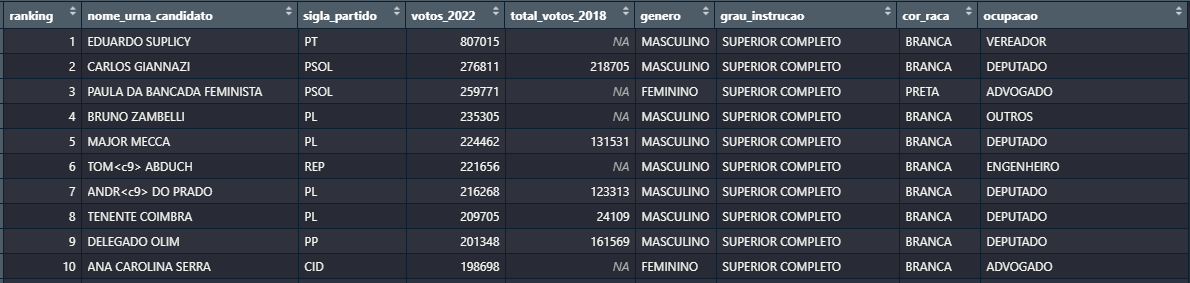 ranking nome_urna_candidato sigla_partido votos_2022 total_votos_2018 genero grau_instrucao cor_raca ocupacao
1 EDUARDO SUPLICY PT 807015 NA MASCULINO SUPERIOR COMPLETO BRANCA VEREADOR
2 CARLOS GIANNAZI PSOL 276811 218705 MASCULINO SUPERIOR COMPLETO BRANCA DEPUTADO
3 PAULA DA BANCADA FEMINISTA PSOL 259771 NA FEMININO SUPERIOR COMPLETO PRETA ADVOGADO
4 BRUNO ZAMBELLI PL 235305 NA MASCULINO SUPERIOR COMPLETO BRANCA OUTROS
5 MAJOR MECCA PL 224462 131531 MASCULINO SUPERIOR COMPLETO BRANCA DEPUTADO
6 TOM<c9> ABDUCH REP 221656 NA MASCULINO SUPERIOR COMPLETO BRANCA ENGENHEIRO
7 ANDR<c9> DO PRADO PL 216268 123313 MASCULINO SUPERIOR COMPLETO BRANCA DEPUTADO
8 TENENTE COIMBRA PL 209705 24109 MASCULINO SUPERIOR COMPLETO BRANCA DEPUTADO
9 DELEGADO OLIM PP 201348 161569 MASCULINO SUPERIOR COMPLETO BRANCA DEPUTADO
10 ANA CAROLINA SERRA CID 198698 NA FEMININO SUPERIOR COMPLETO BRANCA ADVOGADO